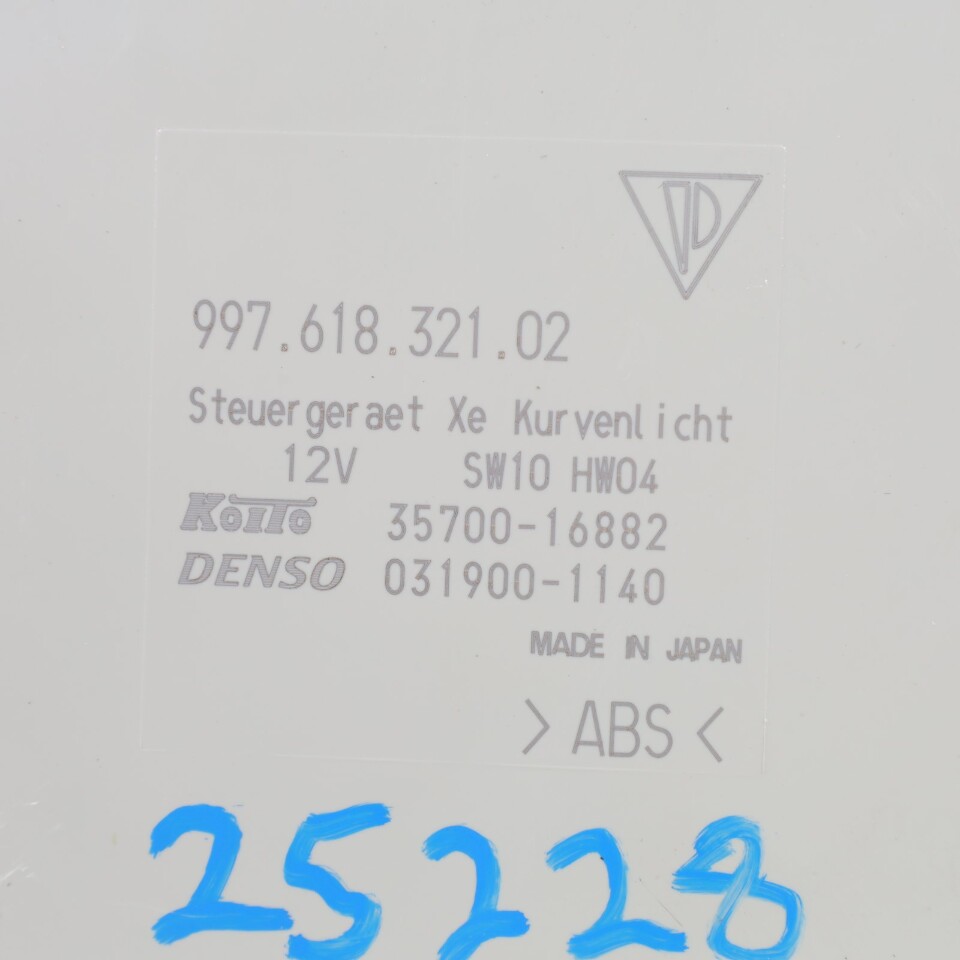 997.618.321.02
Steuergeraet Xe Kurvenlicht
12V SW10 HW04
KOITO 35700-16882
DENSO 031900-1140
MADE IN JAPAN
>ABS<
25228